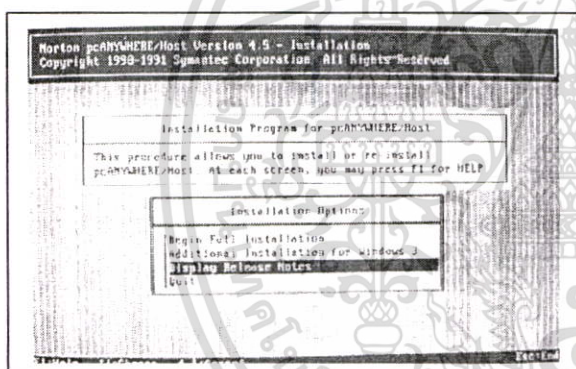 Norton pcANYWHERE/Host Version 4.5 - Installation
Copyright 1990-1991 Symantec Corporation. All Rights Reserved
Installation Program for pcANYWHERE/Host
This procedure allows you to install or re-install
pcANYWHERE/Host. At each screen, you may press F1 for HELP
Installation Options
Begin Full Installation
Additional Installation for Windows 3
Display Release Notes
Quit